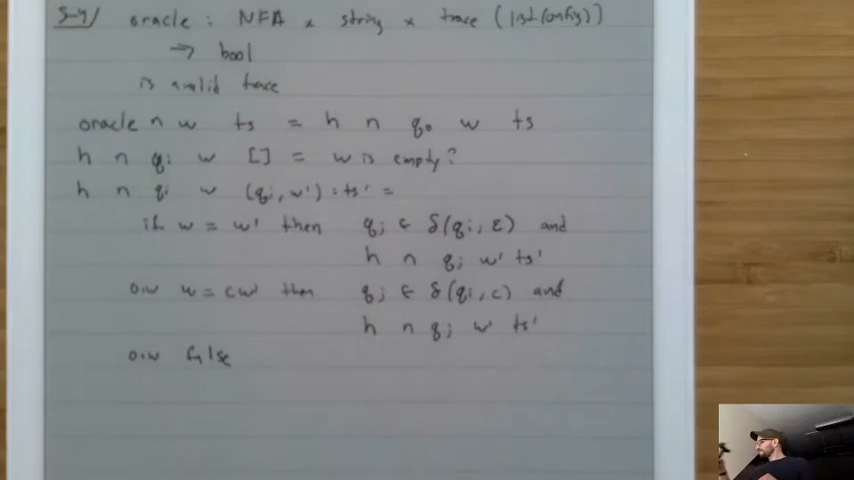 5-4/ oracle : NFA x string x trace (list config)
→ bool
is a valid trace
oracle n w ts = h n q₀ w ts
h n qi w [] = w is empty?
h n qi w (qj, w') : ts' =
if w = w' then qj ∈ δ(qi, ε) and
h n qj w' ts'
o.w w = cw' then qj ∈ δ(qi, c) and
h n qj w' ts'
o.w false